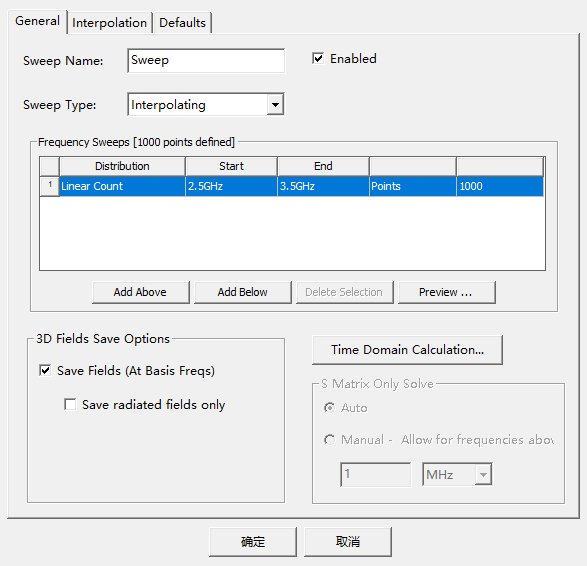 General Interpolation Defaults
Sweep Name: Sweep Enabled
Sweep Type: Interpolating
Frequency Sweeps [1000 points defined]
Distribution Start End
1 Linear Count 2.5GHz 3.5GHz Points 1000
Add Above Add Below Delete Selection Preview ...
3D Fields Save Options
Save Fields (At Basis Freqs)
Save radiated fields only
Time Domain Calculation...
S Matrix Only Solve
Auto
Manual - Allow for frequencies abov
1 MHz
确定 取消